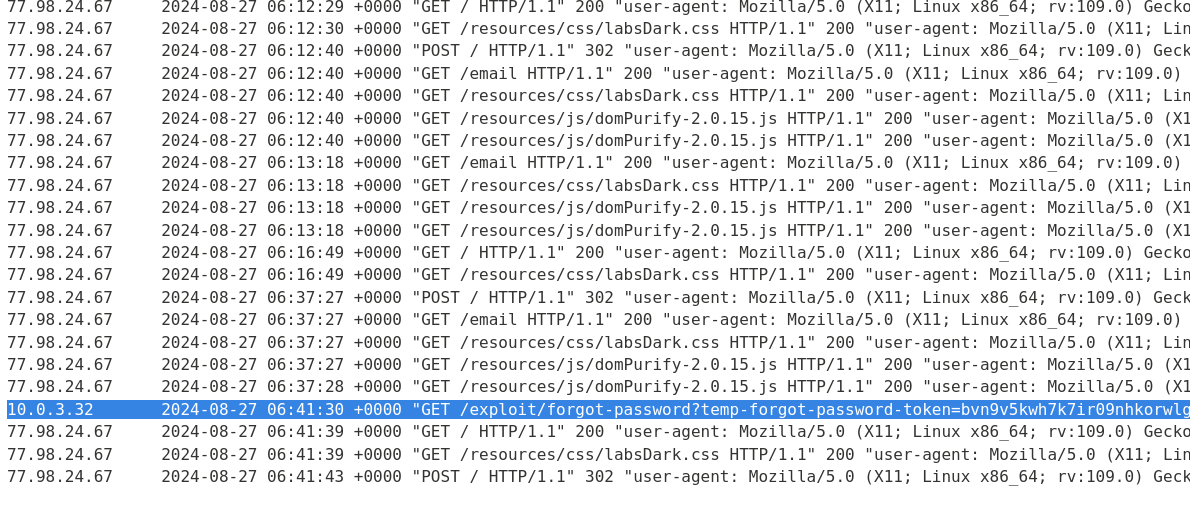 77.98.24.67     2024-08-27 06:12:29 +0000 "GET / HTTP/1.1" 200 "user-agent: Mozilla/5.0 (X11; Linux x86_64; rv:109.0) Gecko
77.98.24.67     2024-08-27 06:12:30 +0000 "GET /resources/css/labsDark.css HTTP/1.1" 200 "user-agent: Mozilla/5.0 (X11; Lin
77.98.24.67     2024-08-27 06:12:40 +0000 "POST / HTTP/1.1" 302 "user-agent: Mozilla/5.0 (X11; Linux x86_64; rv:109.0) Geck
77.98.24.67     2024-08-27 06:12:40 +0000 "GET /email HTTP/1.1" 200 "user-agent: Mozilla/5.0 (X11; Linux x86_64; rv:109.0)
77.98.24.67     2024-08-27 06:12:40 +0000 "GET /resources/css/labsDark.css HTTP/1.1" 200 "user-agent: Mozilla/5.0 (X11; Lin
77.98.24.67     2024-08-27 06:12:40 +0000 "GET /resources/js/domPurify-2.0.15.js HTTP/1.1" 200 "user-agent: Mozilla/5.0 (X1
77.98.24.67     2024-08-27 06:12:40 +0000 "GET /resources/js/domPurify-2.0.15.js HTTP/1.1" 200 "user-agent: Mozilla/5.0 (X1
77.98.24.67     2024-08-27 06:13:18 +0000 "GET /email HTTP/1.1" 200 "user-agent: Mozilla/5.0 (X11; Linux x86_64; rv:109.0)
77.98.24.67     2024-08-27 06:13:18 +0000 "GET /resources/css/labsDark.css HTTP/1.1" 200 "user-agent: Mozilla/5.0 (X11; Lin
77.98.24.67     2024-08-27 06:13:18 +0000 "GET /resources/js/domPurify-2.0.15.js HTTP/1.1" 200 "user-agent: Mozilla/5.0 (X1
77.98.24.67     2024-08-27 06:13:18 +0000 "GET /resources/js/domPurify-2.0.15.js HTTP/1.1" 200 "user-agent: Mozilla/5.0 (X1
77.98.24.67     2024-08-27 06:16:49 +0000 "GET / HTTP/1.1" 200 "user-agent: Mozilla/5.0 (X11; Linux x86_64; rv:109.0) Gecko
77.98.24.67     2024-08-27 06:16:49 +0000 "GET /resources/css/labsDark.css HTTP/1.1" 200 "user-agent: Mozilla/5.0 (X11; Lin
77.98.24.67     2024-08-27 06:37:27 +0000 "POST / HTTP/1.1" 302 "user-agent: Mozilla/5.0 (X11; Linux x86_64; rv:109.0) Geck
77.98.24.67     2024-08-27 06:37:27 +0000 "GET /email HTTP/1.1" 200 "user-agent: Mozilla/5.0 (X11; Linux x86_64; rv:109.0)
77.98.24.67     2024-08-27 06:37:27 +0000 "GET /resources/css/labsDark.css HTTP/1.1" 200 "user-agent: Mozilla/5.0 (X11; Lin
77.98.24.67     2024-08-27 06:37:27 +0000 "GET /resources/js/domPurify-2.0.15.js HTTP/1.1" 200 "user-agent: Mozilla/5.0 (X1
77.98.24.67     2024-08-27 06:37:28 +0000 "GET /resources/js/domPurify-2.0.15.js HTTP/1.1" 200 "user-agent: Mozilla/5.0 (X1
10.0.3.32       2024-08-27 06:41:30 +0000 "GET /exploit/forgot-password?temp-forgot-password-token=bvn9v5kwh7k7ir09nhkorwlg
77.98.24.67     2024-08-27 06:41:39 +0000 "GET / HTTP/1.1" 200 "user-agent: Mozilla/5.0 (X11; Linux x86_64; rv:109.0) Gecko
77.98.24.67     2024-08-27 06:41:39 +0000 "GET /resources/css/labsDark.css HTTP/1.1" 200 "user-agent: Mozilla/5.0 (X11; Lin
77.98.24.67     2024-08-27 06:41:43 +0000 "POST / HTTP/1.1" 302 "user-agent: Mozilla/5.0 (X11; Linux x86_64; rv:109.0) Geck